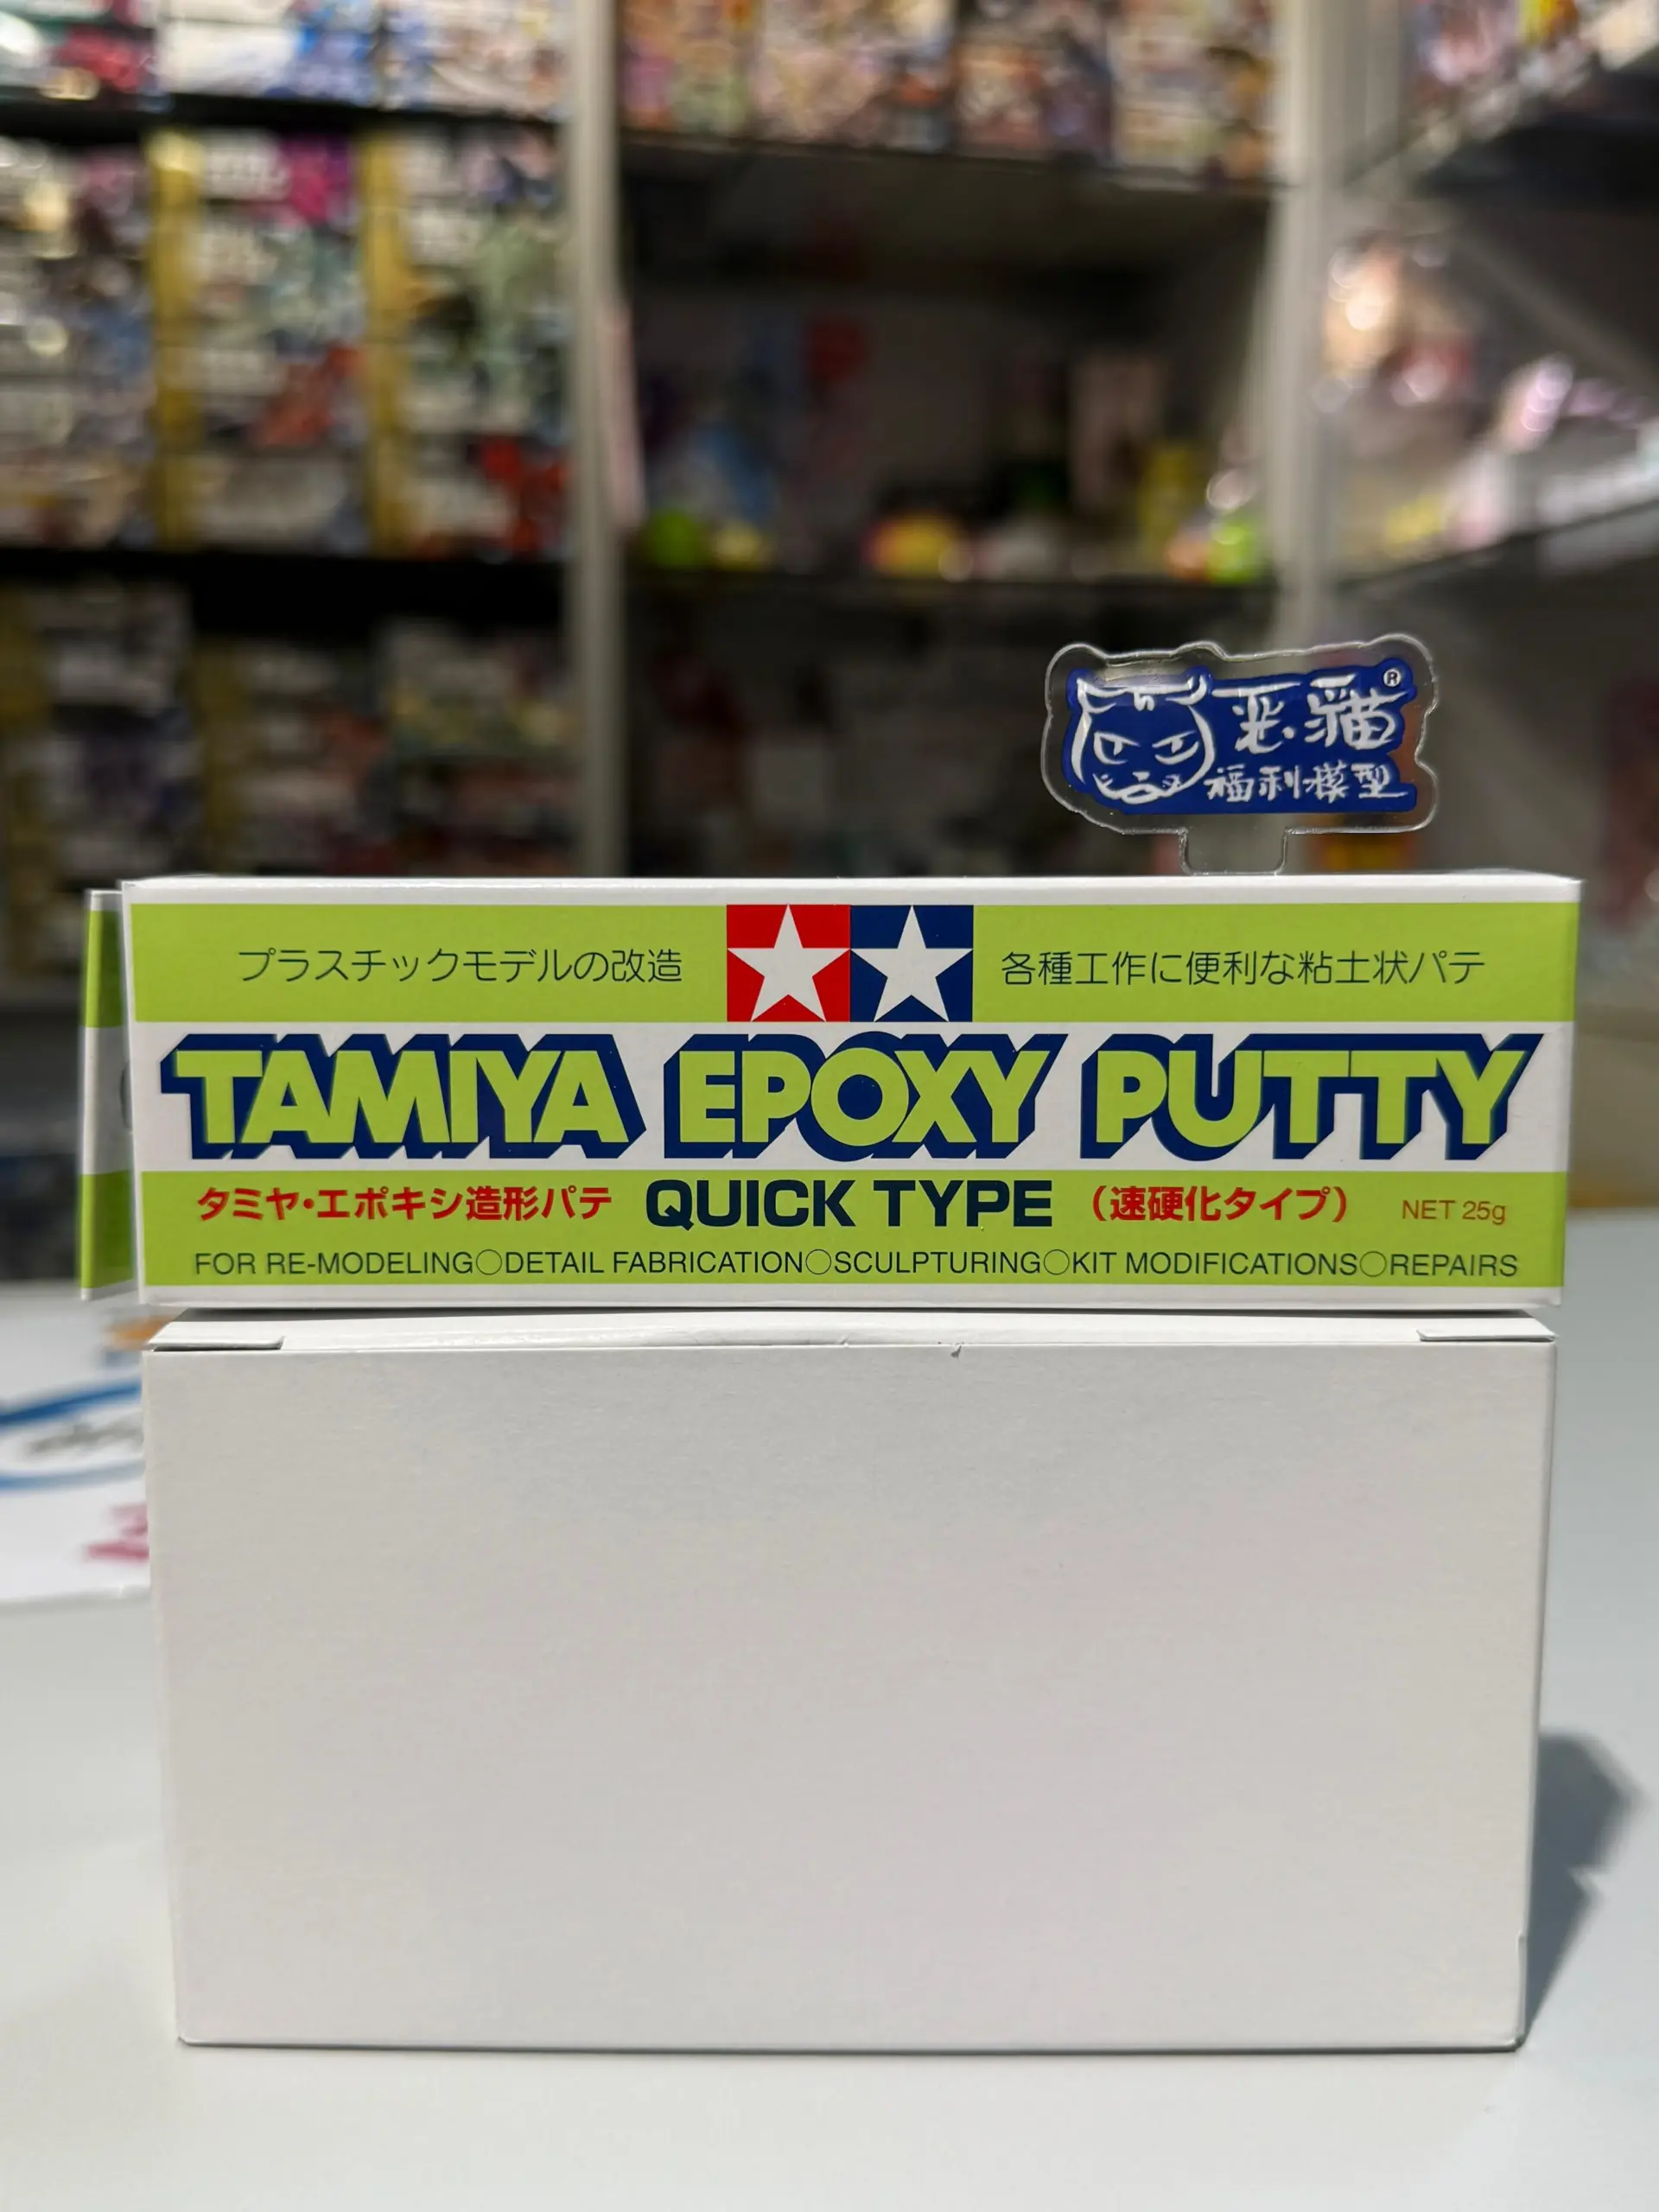 恶猫®
福利模型
プラスチックモデルの改造 各種工作に便利な粘土状パテ
TAMIYA EPOXY PUTTY
タミヤ・エポキシ造形パテ QUICK TYPE (速硬化タイプ) NET 25g
FOR RE-MODELING○DETAIL FABRICATION○SCULPTURING○KIT MODIFICATIONS○REPAIRS